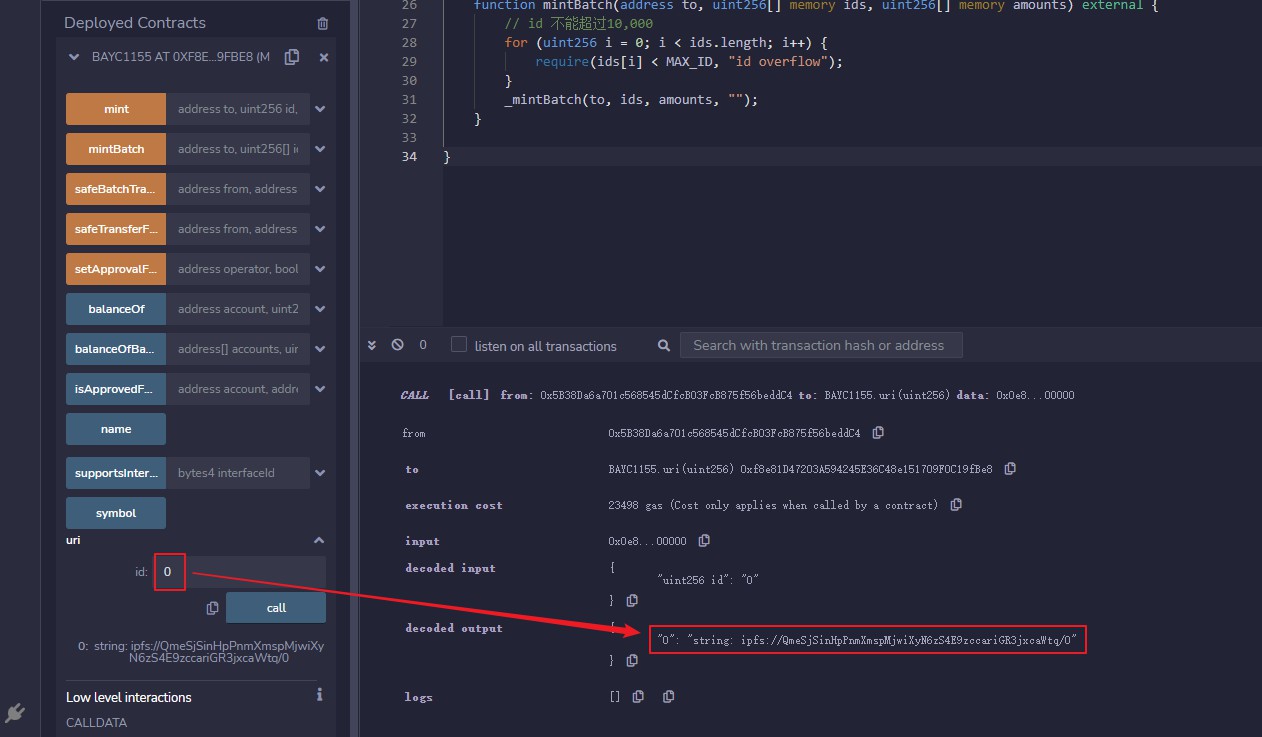 Deployed Contracts
BAYC1155 AT 0XF8E...9FBE8 (M
mint
address to, uint256 id,
mintBatch
address to, uint256[] i
safeBatchTra...
address from, address
safeTransferF...
address from, address
setApprovalF...
address operator, bool
balanceOf
address account, uint2
balanceOfBa...
address[] accounts, uir
isApprovedF...
address account, addre
name
supportsInter...
bytes4 interfaceId
symbol
uri
id:
0
call
0: string: ipfs://QmeSjSinHpPnmXmspMjwiXy
N6zS4E9zccariGR3jxcaWtq/0
Low level interactions
i
CALLDATA
26 function mintBatch(address to, uint256[] memory ids, uint256[] memory amounts) external {
27 // id 不能超过10,000
28 for (uint256 i = 0; i < ids.length; i++) {
29 require(ids[i] < MAX_ID, "id overflow");
30 }
31 _mintBatch(to, ids, amounts, "");
32 }
33
34 }
0
listen on all transactions
Search with transaction hash or address
CALL [call] from: 0x5B38Da6a701c568545dCfcB03FcB875f56beddC4 to: BAYC1155.uri(uint256) data: 0x0e8...00000
from 0x5B38Da6a701c568545dCfcB03FcB875f56beddC4
to BAYC1155.uri(uint256) 0xf8e81D47203A594245E36C48e151709F0C19fBe8
execution cost 23498 gas (Cost only applies when called by a contract)
input 0x0e8...00000
decoded input {
"uint256 id": "0"
}
decoded output {
"0": "string: ipfs://QmeSjSinHpPnmXmspMjwiXyN6zS4E9zccariGR3jxcaWtq/0"
}
logs []